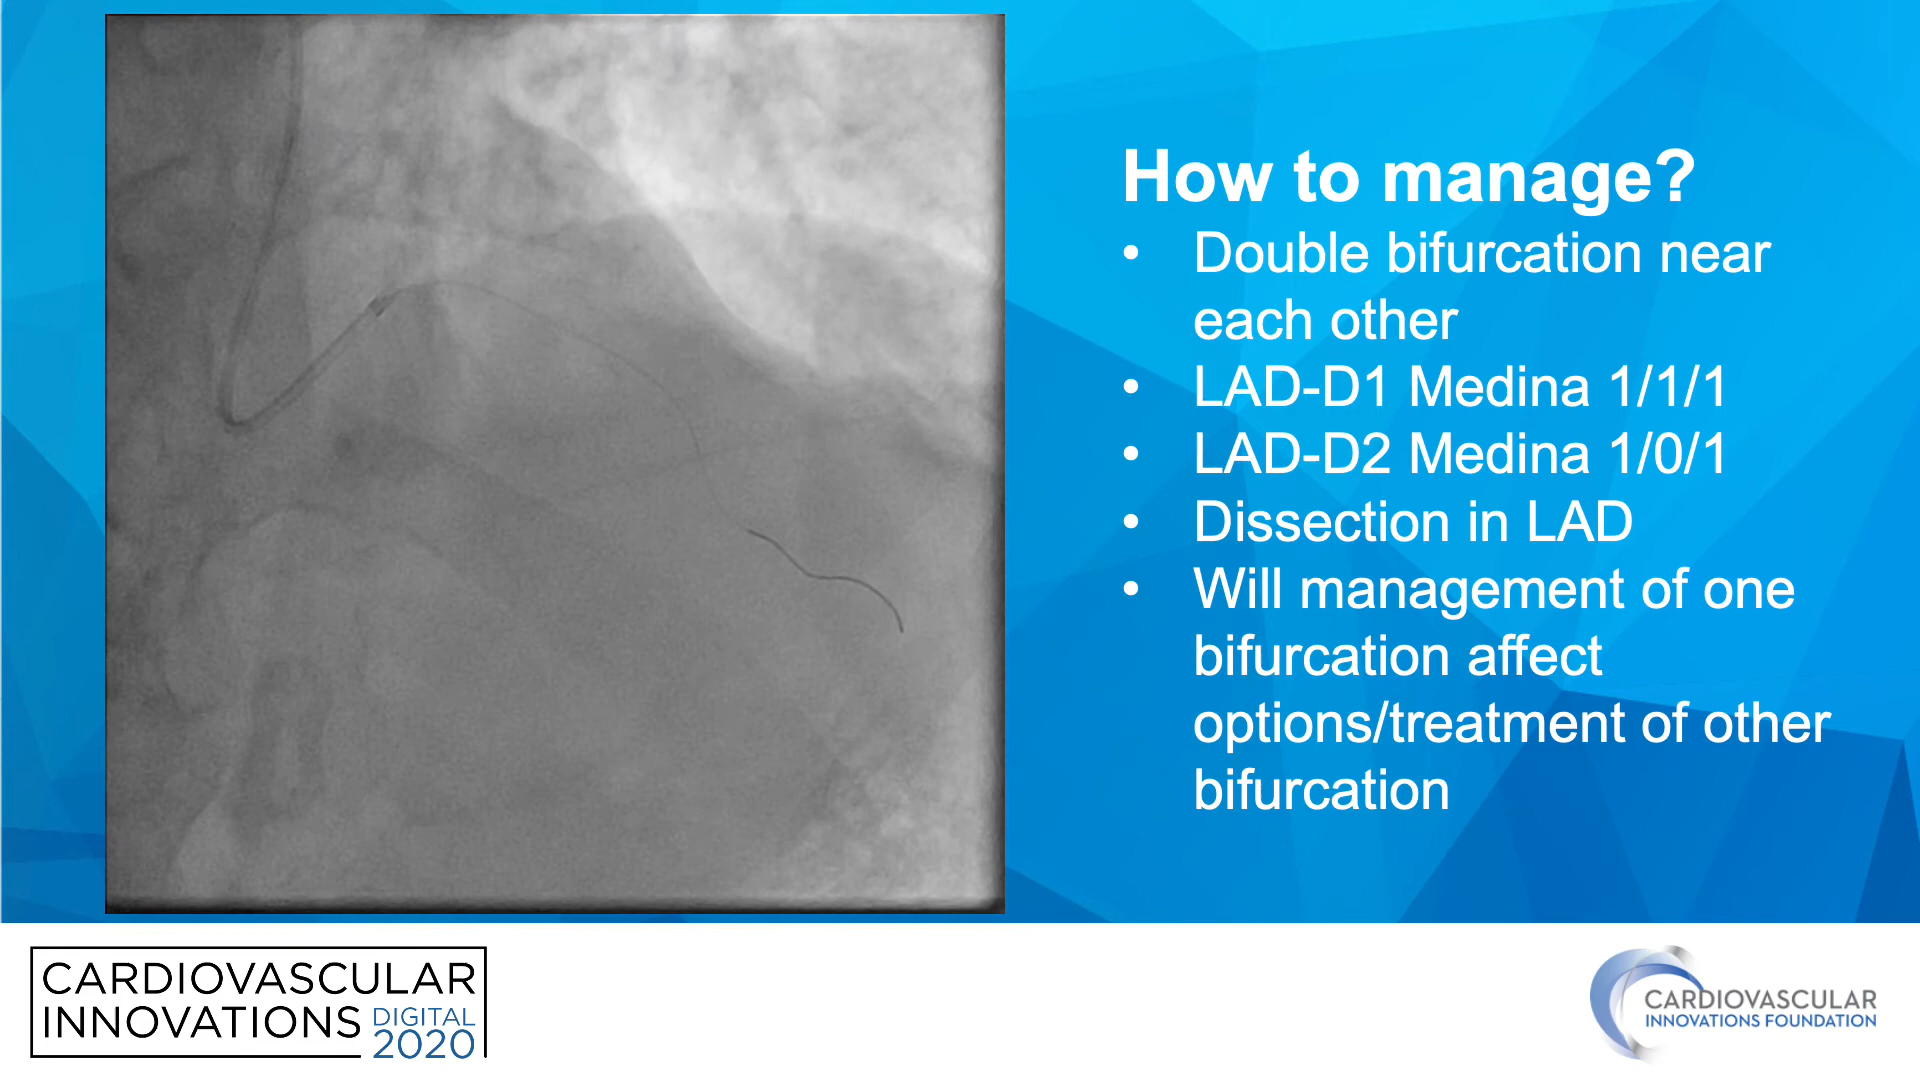 How to manage?
• Double bifurcation near
each other
• LAD-D1 Medina 1/1/1
• LAD-D2 Medina 1/0/1
• Dissection in LAD
• Will management of one
bifurcation affect
options/treatment of other
bifurcation
CARDIOVASCULAR
INNOVATIONS DIGITAL
2020
CARDIOVASCULAR
INNOVATIONS FOUNDATION